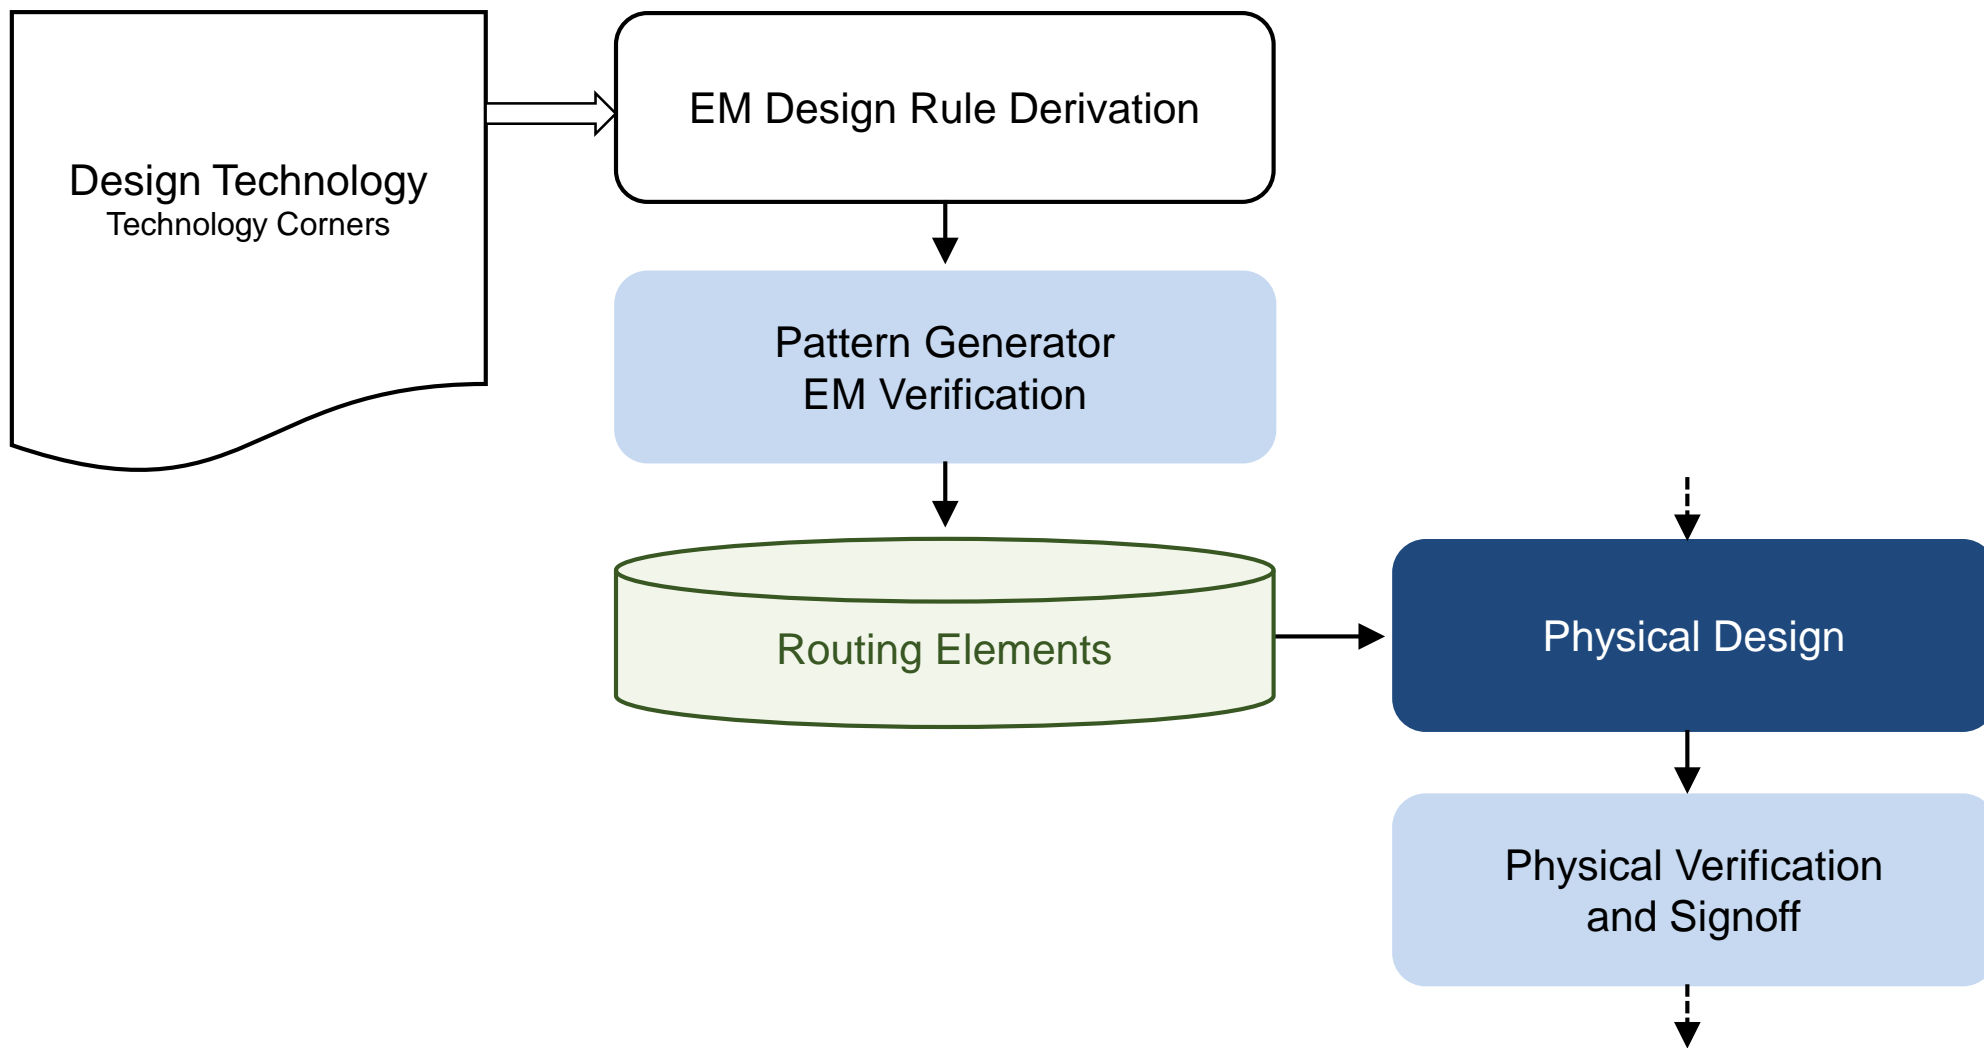 Design Technology
Technology Corners
EM Design Rule Derivation
Pattern Generator
EM Verification
Routing Elements
Physical Design
Physical Verification
and Signoff